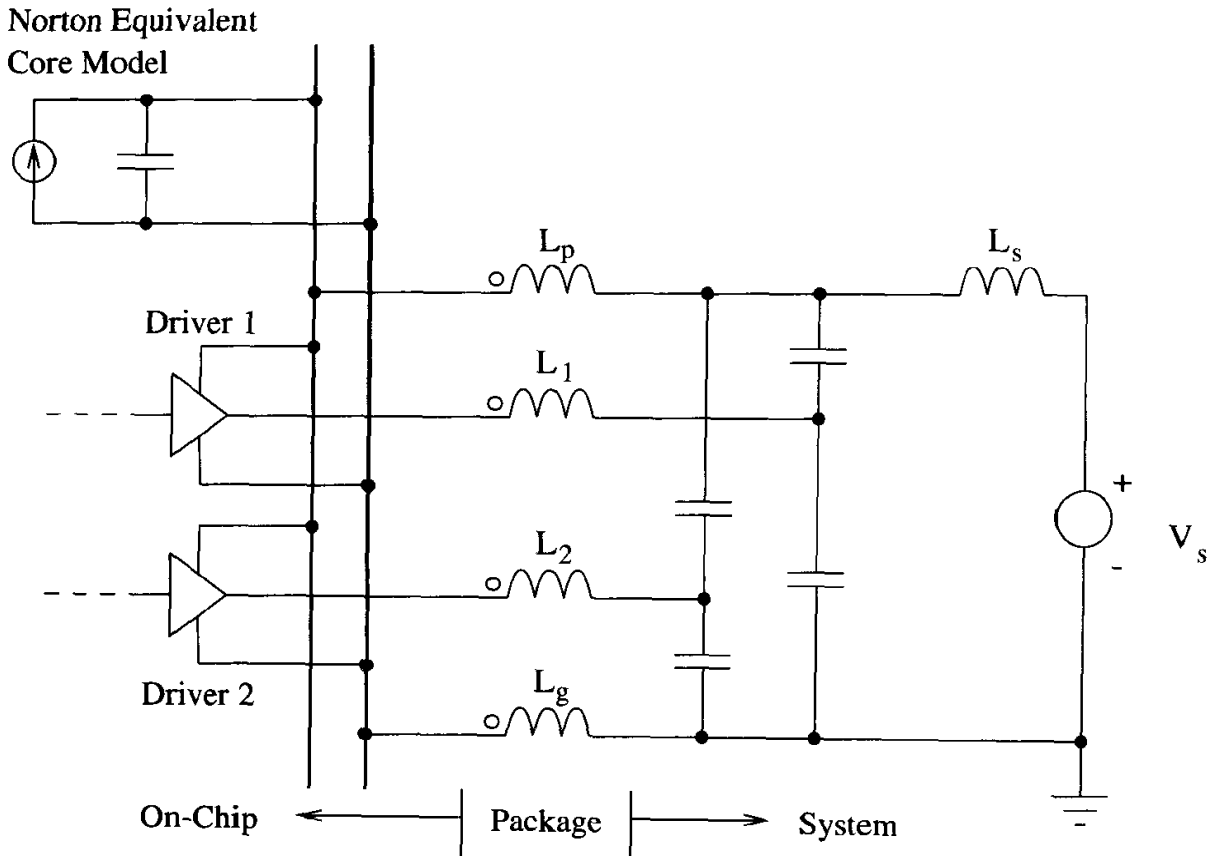 Norton Equivalent
Core Model
L_p
L_s
Driver 1
L_1
+
V_s
-
L_2
Driver 2
L_g
On-Chip
Package
System